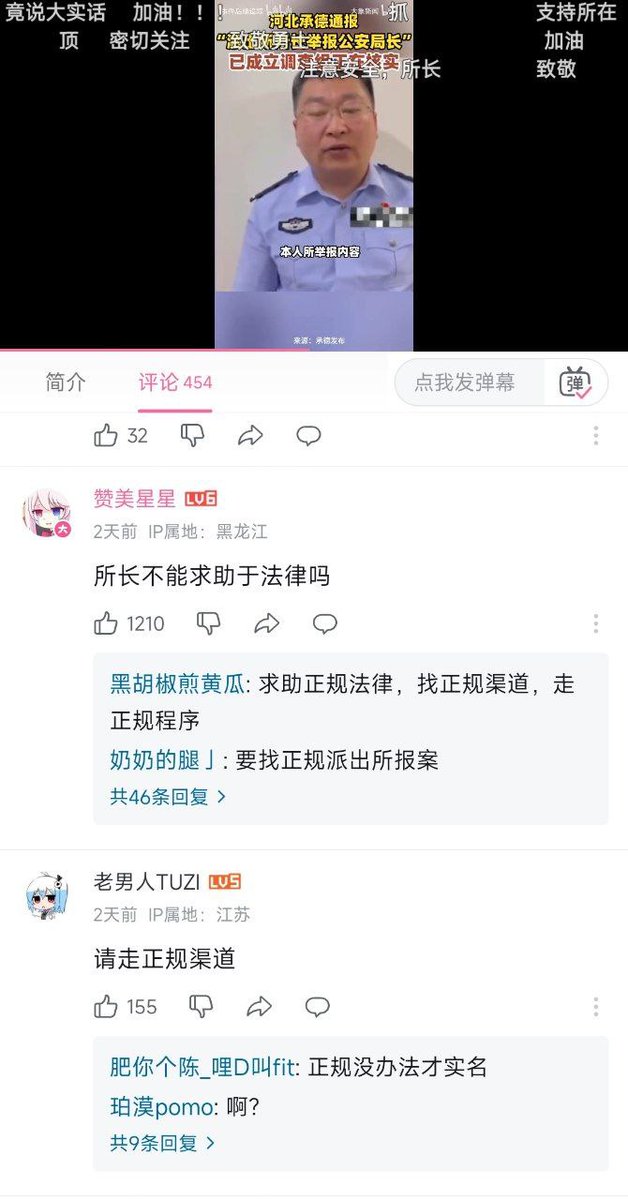 竟说大实话 加油！！！ 抓 支持所在
顶 密切关注 致敬勇士 加油
注意安全，所长 致敬
大象新闻
河北承德通报
举报公安局长”
已成立调查组正在核实
本人所举报内容
来源：承德发布
简介 评论 454 点我发弹幕 弹
32
赞美星星 LV6
大
2天前 IP属地：黑龙江
所长不能求助于法律吗
1210
黑胡椒煎黄瓜: 求助正规法律，找正规渠道，走
正规程序
奶奶的腿亅: 要找正规派出所报案
共46条回复 >
老男人TUZI LV5
2天前 IP属地：江苏
请走正规渠道
155
肥你个陈_哩D叫fit: 正规没办法才实名
珀漠pomo: 啊?
共9条回复 >